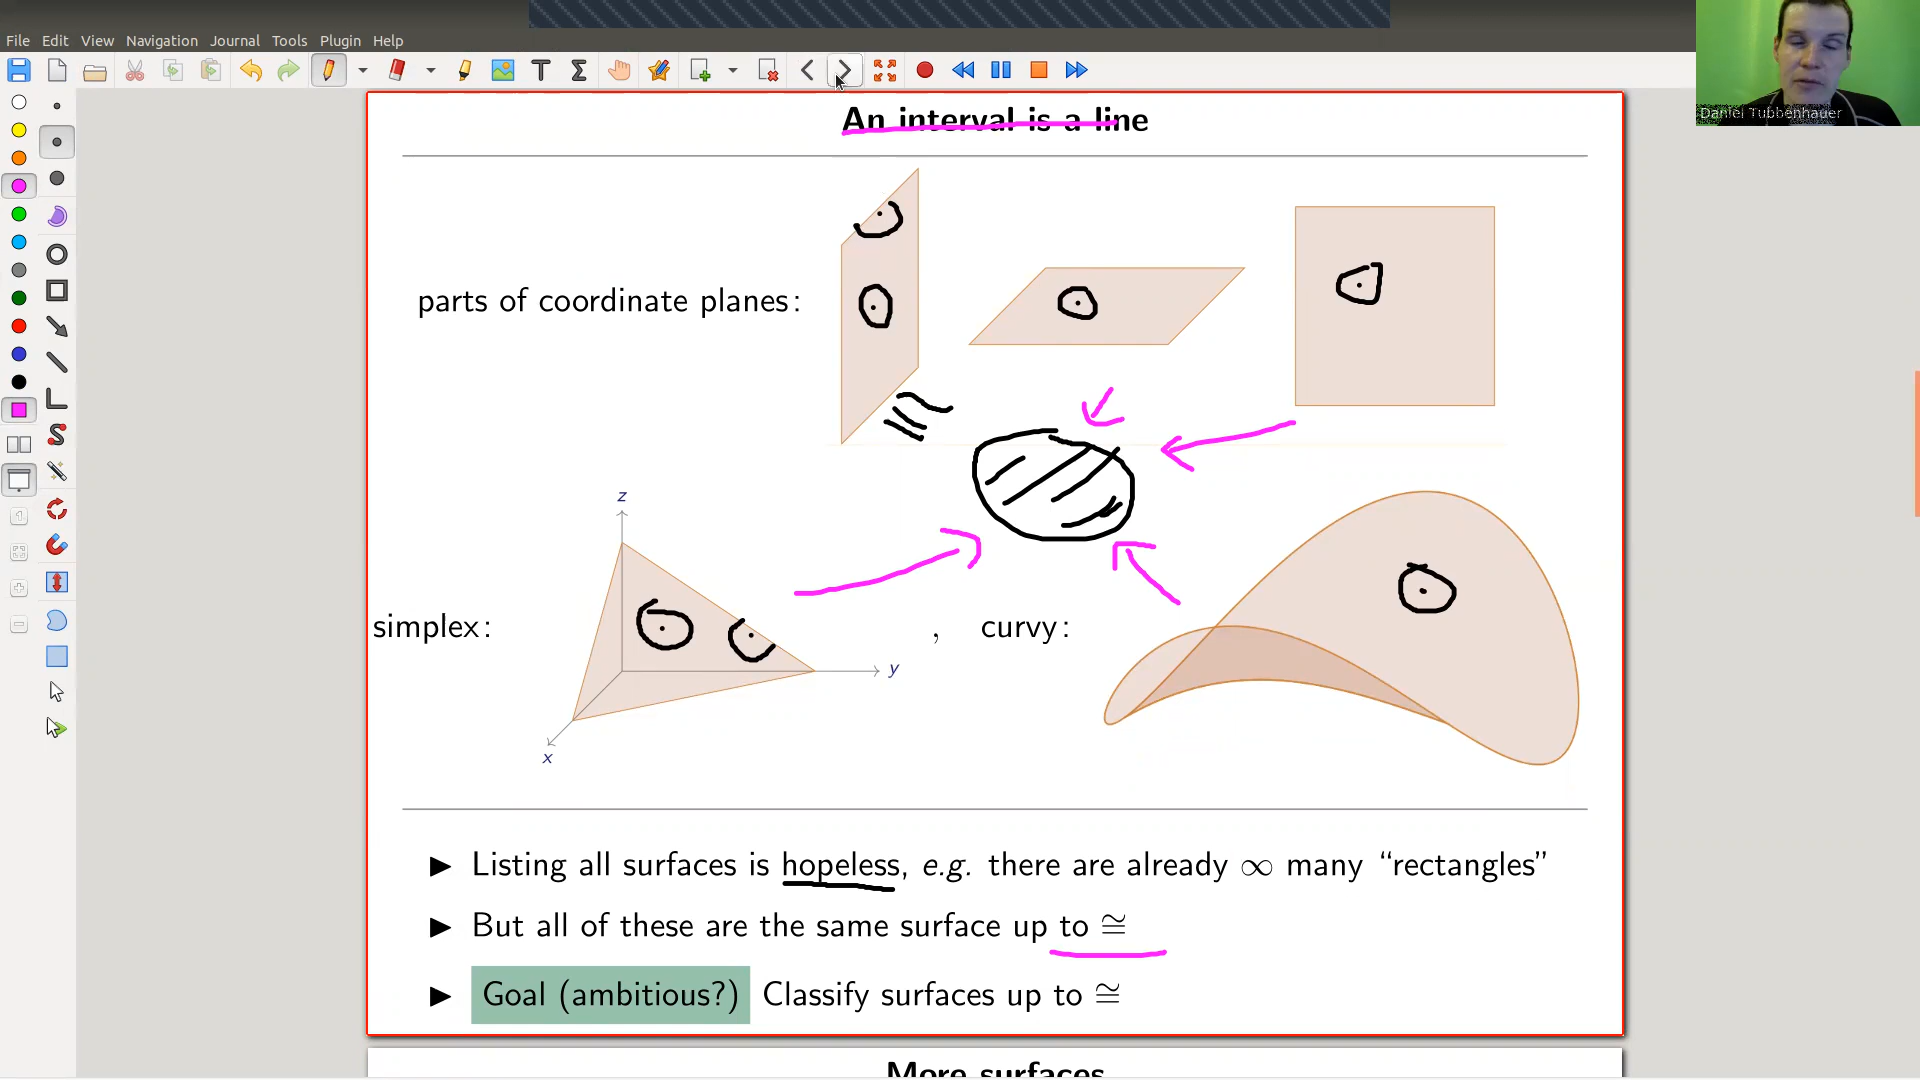 File Edit View Navigation Journal Tools Plugin Help
Daniel Tubbenhauer
An interval is a line
parts of coordinate planes:
z
simplex:
y
, curvy:
x
► Listing all surfaces is hopeless, e.g. there are already ∞ many “rectangles”
► But all of these are the same surface up to ≅
► Goal (ambitious?) Classify surfaces up to ≅
More surfaces